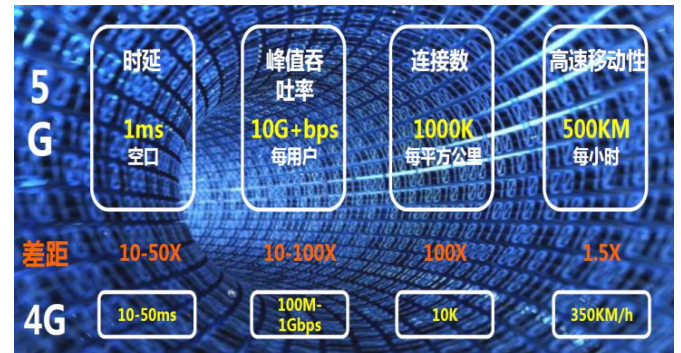 5
G
时延
1ms
空口
峰值吞
吐率
10G+bps
每用户
连接数
1000K
每平方公里
高速移动性
500KM
每小时
差距
10-50X
10-100X
100X
1.5X
4G
10-50ms
100M-
1Gbps
10K
350KM/h